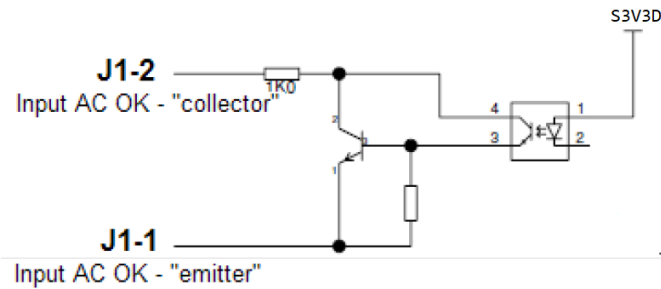 S3V3D
J1-2
1K0
Input AC OK - "collector"
4
1
2
3
2
3
1
J1-1
Input AC OK - "emitter"